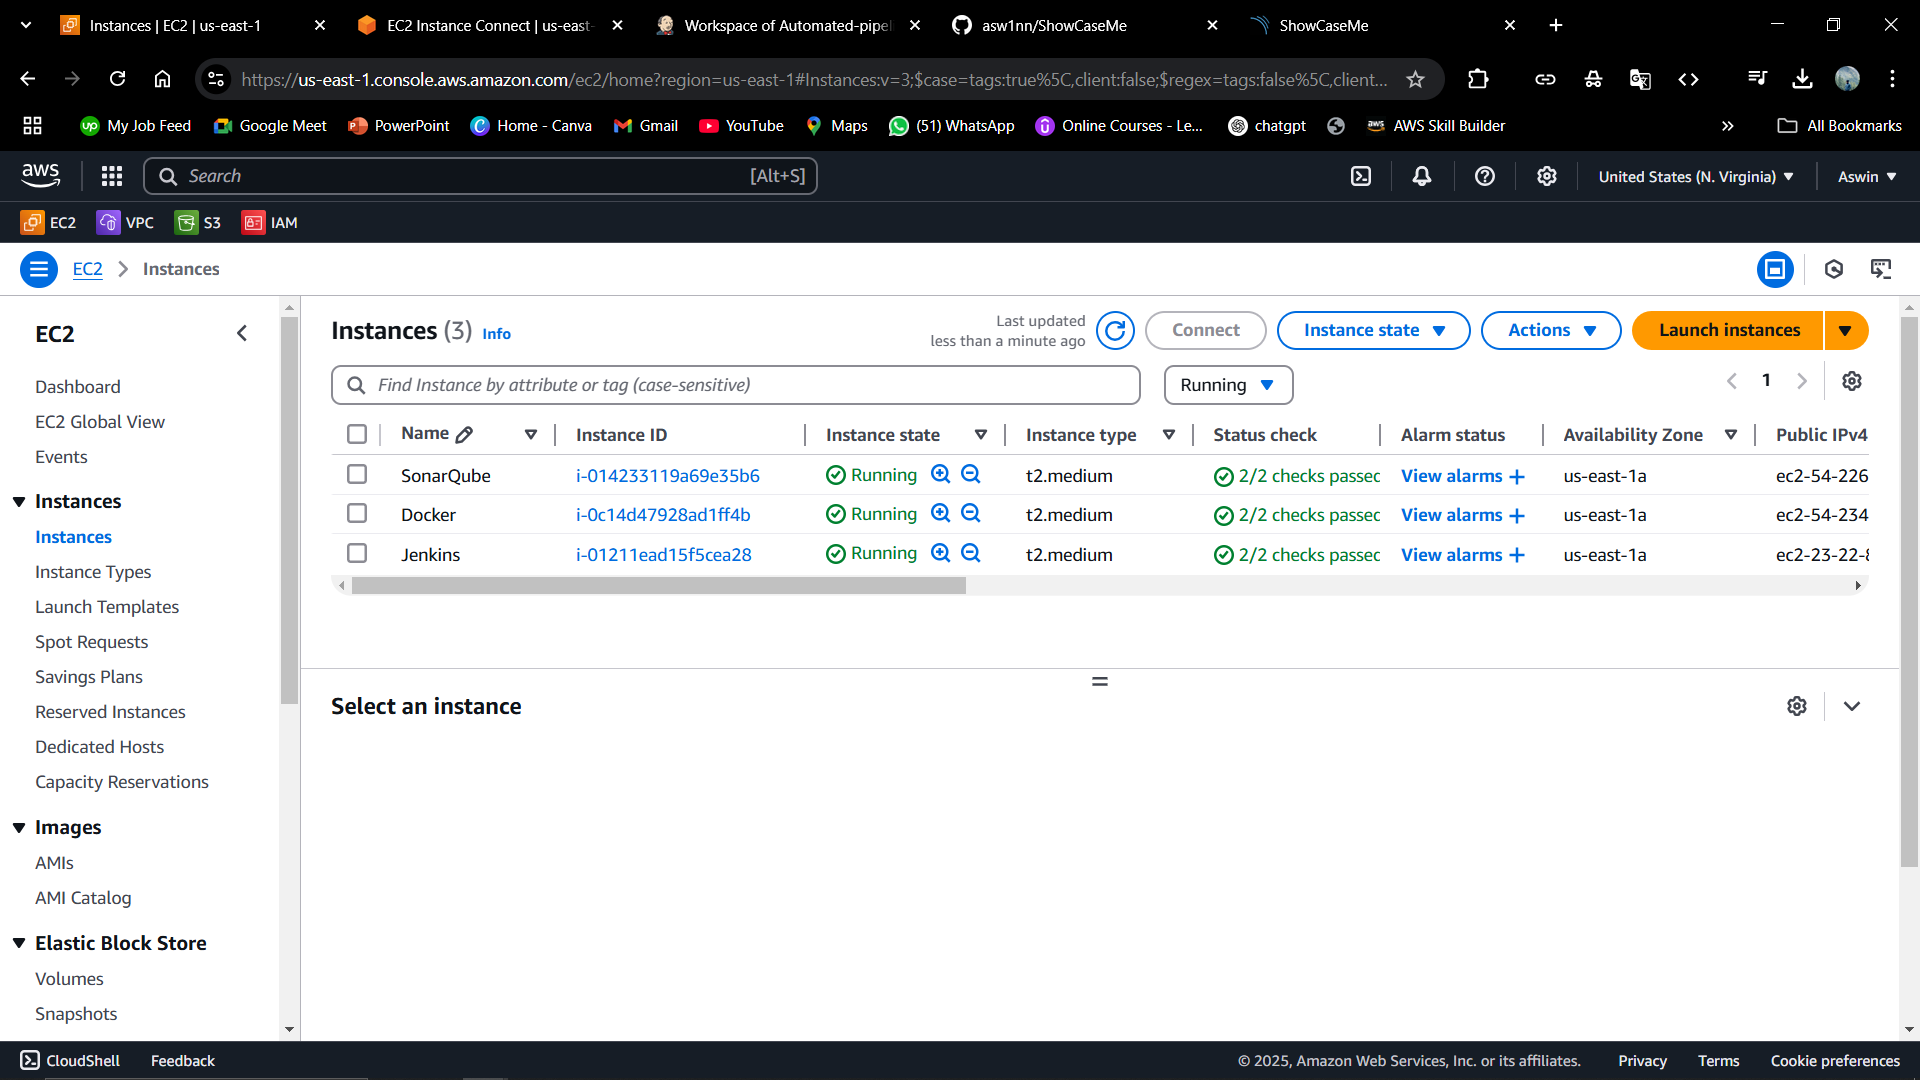 Instances | EC2 | us-east-1
EC2 Instance Connect | us-east-
Workspace of Automated-pipel
asw1nn/ShowCaseMe
ShowCaseMe
https://us-east-1.console.aws.amazon.com/ec2/home?region=us-east-1#Instances:v=3;$case=tags:true%5C,client:false;$regex=tags:false%5C,client...
My Job Feed
Google Meet
PowerPoint
Home - Canva
Gmail
YouTube
Maps
(51) WhatsApp
Online Courses - Le...
chatgpt
AWS Skill Builder
All Bookmarks
aws
Search
[Alt+S]
United States (N. Virginia)
Aswin
EC2
VPC
S3
IAM
EC2
Instances
EC2
Dashboard
EC2 Global View
Events
Instances
Instances
Instance Types
Launch Templates
Spot Requests
Savings Plans
Reserved Instances
Dedicated Hosts
Capacity Reservations
Images
AMIs
AMI Catalog
Elastic Block Store
Volumes
Snapshots
Instances (3) Info
Last updated
less than a minute ago
Connect
Instance state
Actions
Launch instances
Find Instance by attribute or tag (case-sensitive)
Running
1
Name Instance ID Instance state Instance type Status check Alarm status Availability Zone Public IPv4
SonarQube i-014233119a69e35b6 Running t2.medium 2/2 checks passec View alarms + us-east-1a ec2-54-226
Docker i-0c14d47928ad1ff4b Running t2.medium 2/2 checks passec View alarms + us-east-1a ec2-54-234
Jenkins i-01211ead15f5cea28 Running t2.medium 2/2 checks passec View alarms + us-east-1a ec2-23-22-8
Select an instance
CloudShell
Feedback
© 2025, Amazon Web Services, Inc. or its affiliates.
Privacy
Terms
Cookie preferences